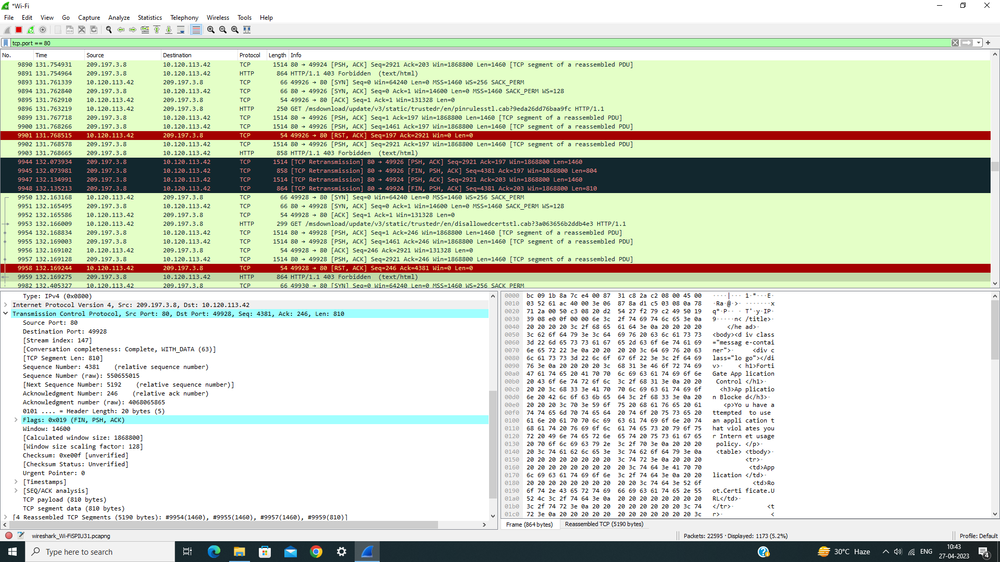 *Wi-Fi
File Edit View Go Capture Analyze Statistics Telephony Wireless Tools Help
tcp.port == 80
No. Time Source Destination Protocol Length Info
9890 131.754931 209.197.3.8 10.120.113.42 TCP 1514 80 → 49924 [PSH, ACK] Seq=2921 Ack=203 Win=1868800 Len=1460 [TCP segment of a reassembled PDU]
9891 131.754964 209.197.3.8 10.120.113.42 HTTP 864 HTTP/1.1 403 Forbidden (text/html)
9893 131.761339 10.120.113.42 209.197.3.8 TCP 66 49926 → 80 [SYN] Seq=0 Win=64240 Len=0 MSS=1460 WS=256 SACK_PERM
9894 131.762840 209.197.3.8 10.120.113.42 TCP 66 80 → 49926 [SYN, ACK] Seq=0 Ack=1 Win=14600 Len=0 MSS=1460 SACK_PERM WS=128
9895 131.762910 10.120.113.42 209.197.3.8 TCP 54 49926 → 80 [ACK] Seq=1 Ack=1 Win=131328 Len=0
9896 131.763219 10.120.113.42 209.197.3.8 HTTP 250 GET /msdownload/update/v3/static/trustedr/en/pinrulesstl.cab?9eda26dd76baa9fc HTTP/1.1
9899 131.767718 209.197.3.8 10.120.113.42 TCP 1514 80 → 49926 [PSH, ACK] Seq=1 Ack=197 Win=1868800 Len=1460 [TCP segment of a reassembled PDU]
9900 131.768266 209.197.3.8 10.120.113.42 TCP 1514 80 → 49926 [PSH, ACK] Seq=1461 Ack=197 Win=1868800 Len=1460 [TCP segment of a reassembled PDU]
9901 131.768515 10.120.113.42 209.197.3.8 TCP 54 49926 → 80 [RST, ACK] Seq=197 Ack=2921 Win=0 Len=0
9902 131.768578 209.197.3.8 10.120.113.42 TCP 1514 80 → 49926 [PSH, ACK] Seq=2921 Ack=197 Win=1868800 Len=1460 [TCP segment of a reassembled PDU]
9903 131.768665 209.197.3.8 10.120.113.42 HTTP 858 HTTP/1.1 403 Forbidden (text/html)
9944 132.073934 209.197.3.8 10.120.113.42 TCP 1514 [TCP Retransmission] 80 → 49926 [PSH, ACK] Seq=2921 Ack=197 Win=1868800 Len=1460
9945 132.073981 209.197.3.8 10.120.113.42 TCP 858 [TCP Retransmission] 80 → 49926 [FIN, PSH, ACK] Seq=4381 Ack=197 Win=1868800 Len=804
9947 132.134991 209.197.3.8 10.120.113.42 TCP 1514 [TCP Retransmission] 80 → 49924 [PSH, ACK] Seq=2921 Ack=203 Win=1868800 Len=1460
9948 132.135213 209.197.3.8 10.120.113.42 TCP 864 [TCP Retransmission] 80 → 49924 [FIN, PSH, ACK] Seq=4381 Ack=203 Win=1868800 Len=810
9950 132.163168 10.120.113.42 209.197.3.8 TCP 66 49928 → 80 [SYN] Seq=0 Win=64240 Len=0 MSS=1460 WS=256 SACK_PERM
9951 132.165495 209.197.3.8 10.120.113.42 TCP 66 80 → 49928 [SYN, ACK] Seq=0 Ack=1 Win=14600 Len=0 MSS=1460 SACK_PERM WS=128
9952 132.165586 10.120.113.42 209.197.3.8 TCP 54 49928 → 80 [ACK] Seq=1 Ack=1 Win=131328 Len=0
9953 132.166009 10.120.113.42 209.197.3.8 HTTP 299 GET /msdownload/update/v3/static/trustedr/en/disallowedcertstl.cab?3a063656b2ddb4e3 HTTP/1.1
9954 132.168834 209.197.3.8 10.120.113.42 TCP 1514 80 → 49928 [PSH, ACK] Seq=1 Ack=246 Win=1868800 Len=1460 [TCP segment of a reassembled PDU]
9955 132.169003 209.197.3.8 10.120.113.42 TCP 1514 80 → 49928 [PSH, ACK] Seq=1461 Ack=246 Win=1868800 Len=1460 [TCP segment of a reassembled PDU]
9956 132.169102 10.120.113.42 209.197.3.8 TCP 54 49928 → 80 [ACK] Seq=246 Ack=2921 Win=131328 Len=0
9957 132.169128 209.197.3.8 10.120.113.42 TCP 1514 80 → 49928 [PSH, ACK] Seq=2921 Ack=246 Win=1868800 Len=1460 [TCP segment of a reassembled PDU]
9958 132.169244 10.120.113.42 209.197.3.8 TCP 54 49928 → 80 [RST, ACK] Seq=246 Ack=4381 Win=0 Len=0
9959 132.169275 209.197.3.8 10.120.113.42 HTTP 864 HTTP/1.1 403 Forbidden (text/html)
9982 132.405327 10.120.113.42 209.197.3.8 TCP 66 49930 → 80 [SYN] Seq=0 Win=64240 Len=0 MSS=1460 WS=256 SACK_PERM
Type: IPv4 (0x0800)
Internet Protocol Version 4, Src: 209.197.3.8, Dst: 10.120.113.42
Transmission Control Protocol, Src Port: 80, Dst Port: 49928, Seq: 4381, Ack: 246, Len: 810
Source Port: 80
Destination Port: 49928
[Stream index: 147]
[Conversation completeness: Complete, WITH_DATA (63)]
[TCP Segment Len: 810]
Sequence Number: 4381 (relative sequence number)
Sequence Number (raw): 550655015
[Next Sequence Number: 5192 (relative sequence number)]
Acknowledgment Number: 246 (relative ack number)
Acknowledgment number (raw): 4068065865
0101 .... = Header Length: 20 bytes (5)
Flags: 0x019 (FIN, PSH, ACK)
Window: 14600
[Calculated window size: 1868800]
[Window size scaling factor: 128]
Checksum: 0xe00f [unverified]
[Checksum Status: Unverified]
Urgent Pointer: 0
[Timestamps]
[SEQ/ACK analysis]
TCP payload (810 bytes)
TCP segment data (810 bytes)
[4 Reassembled TCP Segments (5190 bytes): #9954(1460), #9955(1460), #9957(1460), #9959(810)]
0000 bc 09 1b 8a 7c e4 00 87 31 c8 2a c2 08 00 45 00 ····|··· 1·*···E·
0010 03 52 61 ac 40 00 3e 06 87 8a d1 c5 03 08 0a 78 ·Ra·@·>· ·······x
0020 71 2a 00 50 c3 08 20 d2 54 27 f2 79 c2 49 50 19 q*·P·· · T'·y·IP·
0030 39 08 e0 0f 00 00 6e 3c 2f 74 69 74 6c 65 3e 0a 9·····n< /title>·
0040 20 20 20 20 3c 2f 68 65 61 64 3e 0a 20 20 20 20 </he ad>·
0050 3c 62 6f 64 79 3e 3c 64 69 76 20 63 6c 61 73 73 <body><d iv class
0060 3d 22 6d 65 73 73 61 67 65 2d 63 6f 6e 74 61 69 ="messag e-contai
0070 6e 65 72 22 3e 0a 20 20 20 20 3c 64 69 76 20 63 ner">· <div c
0080 6c 61 73 73 3d 22 6c 6f 67 6f 22 3e 3c 2f 64 69 lass="lo go"></di
0090 76 3e 0a 20 20 20 20 3c 68 31 3e 46 6f 72 74 69 v>· < h1>Forti
00a0 47 61 74 65 20 41 70 70 6c 69 63 61 74 69 6f 6e Gate App lication
00b0 20 43 6f 6e 74 72 6f 6c 3c 2f 68 31 3e 0a 20 20 Control </h1>·
00c0 20 20 3c 68 33 3e 41 70 70 6c 69 63 61 74 69 6f <h3>Ap plicatio
00d0 6e 20 42 6c 6f 63 6b 65 64 3c 2f 68 33 3e 0a 20 n Blocke d</h3>·
00e0 20 20 20 3c 70 3e 59 6f 75 20 68 61 76 65 20 61 <p>Yo u have a
00f0 74 74 65 6d 70 74 65 64 20 74 6f 20 75 73 65 20 ttempted to use
0100 61 6e 20 61 70 70 6c 69 63 61 74 69 6f 6e 20 74 an appli cation t
0110 68 61 74 20 76 69 6f 6c 61 74 65 73 20 79 6f 75 hat viol ates you
0120 72 20 49 6e 74 65 72 6e 65 74 20 75 73 61 67 65 r Intern et usage
0130 20 70 6f 6c 69 63 79 2e 3c 2f 70 3e 0a 20 20 20 policy. </p>·
0140 20 3c 74 61 62 6c 65 3e 3c 74 62 6f 64 79 3e 0a <table> <tbody>·
0150 20 20 20 20 20 20 20 20 3c 74 72 3e 0a 20 20 20 <tr>·
0160 20 20 20 20 20 20 20 20 20 3c 74 64 3e 41 70 70 <td>App
0170 6c 69 63 61 74 69 6f 6e 3c 2f 74 64 3e 0a 20 20 lication </td>·
0180 20 20 20 20 20 20 20 20 20 20 3c 74 64 3e 52 6f <td>Ro
0190 6f 74 2e 43 65 72 74 69 66 69 63 61 74 65 2e 55 ot.Certi ficate.U
01a0 52 4c 3c 2f 74 64 3e 0a 20 20 20 20 20 20 20 20 RL</td>·
01b0 3c 2f 74 72 3e 0a 20 20 20 20 20 20 20 20 3c 74 </tr>· <t
01c0 72 3e 0a 20 20 20 20 20 20 20 20 20 20 20 20 3c r>· <
Frame (864 bytes) Reassembled TCP (5190 bytes)
wireshark_Wi-FiSPIU31.pcapng Packets: 22595 · Displayed: 1173 (5.2%) Profile: Default
Type here to search 30°C Haze ENG 10:43
27-04-2023 4